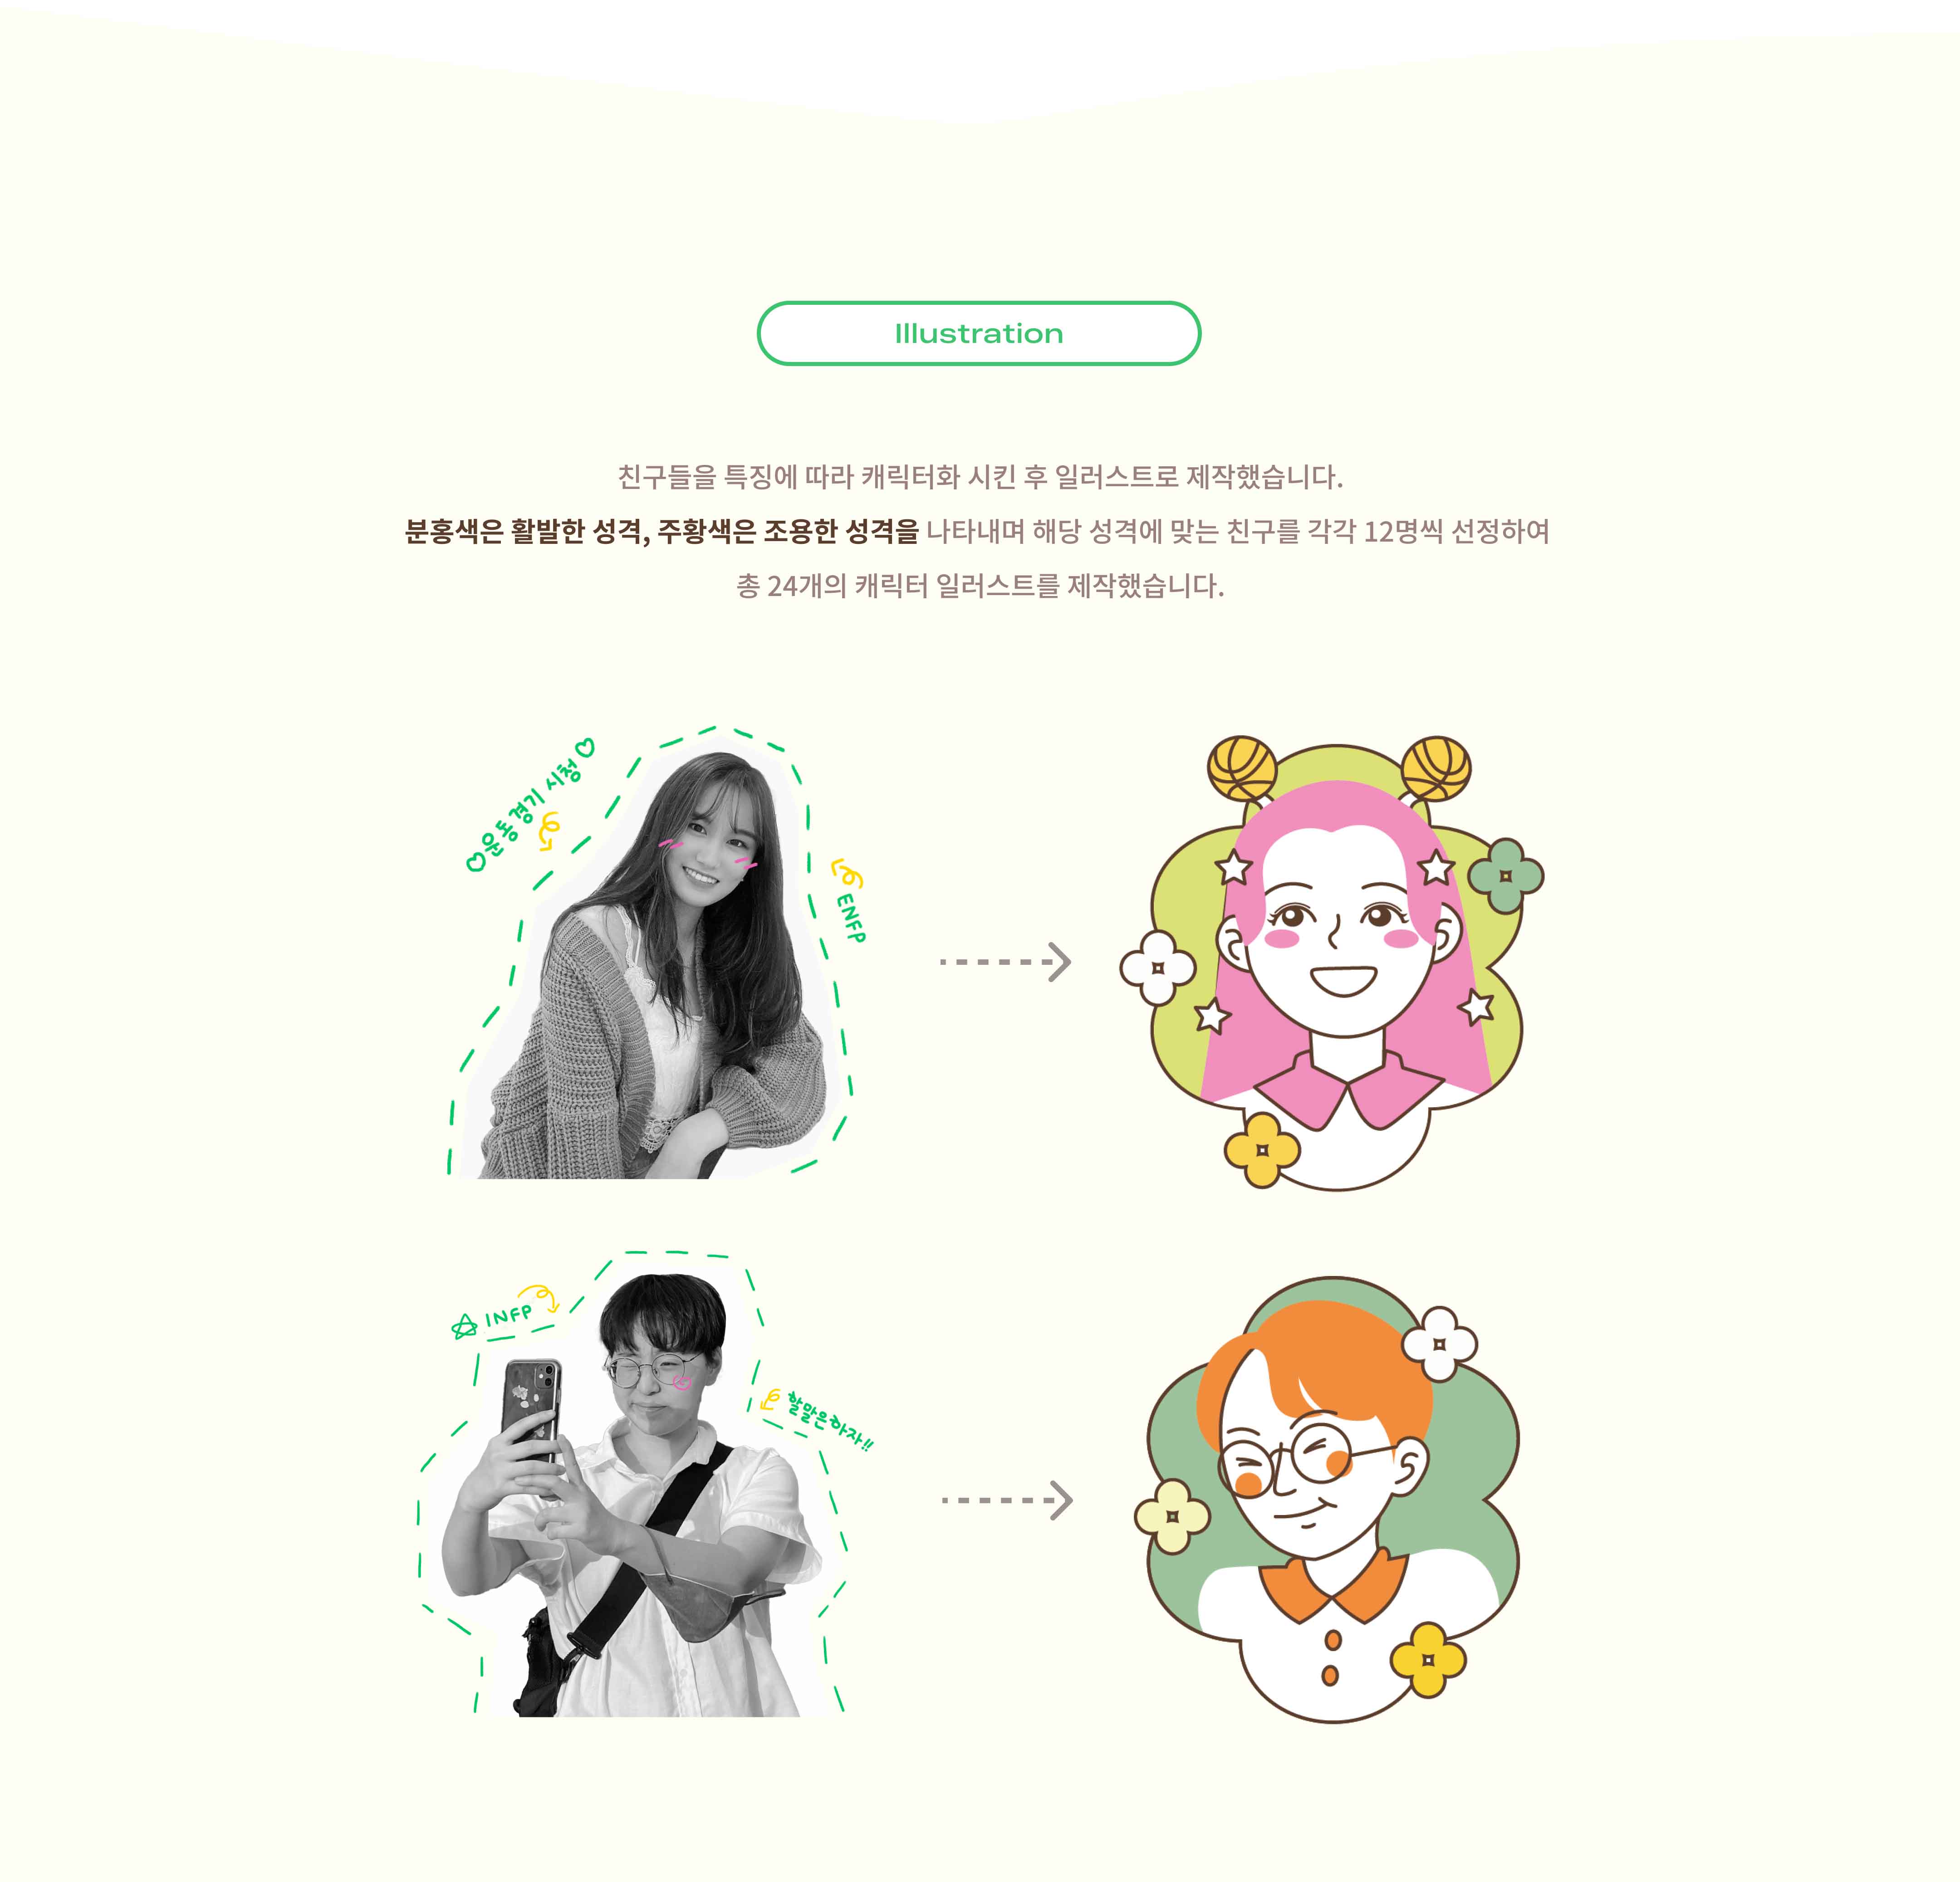 Illustration
친구들을 특징에 따라 캐릭터화 시킨 후 일러스트로 제작했습니다.
분홍색은 활발한 성격, 주황색은 조용한 성격을 나타내며 해당 성격에 맞는 친구를 각각 12명씩 선정하여
총 24개의 캐릭터 일러스트를 제작했습니다.
♡운동경기 시청♡
ENFP
☆ INFP
할말은하자!!